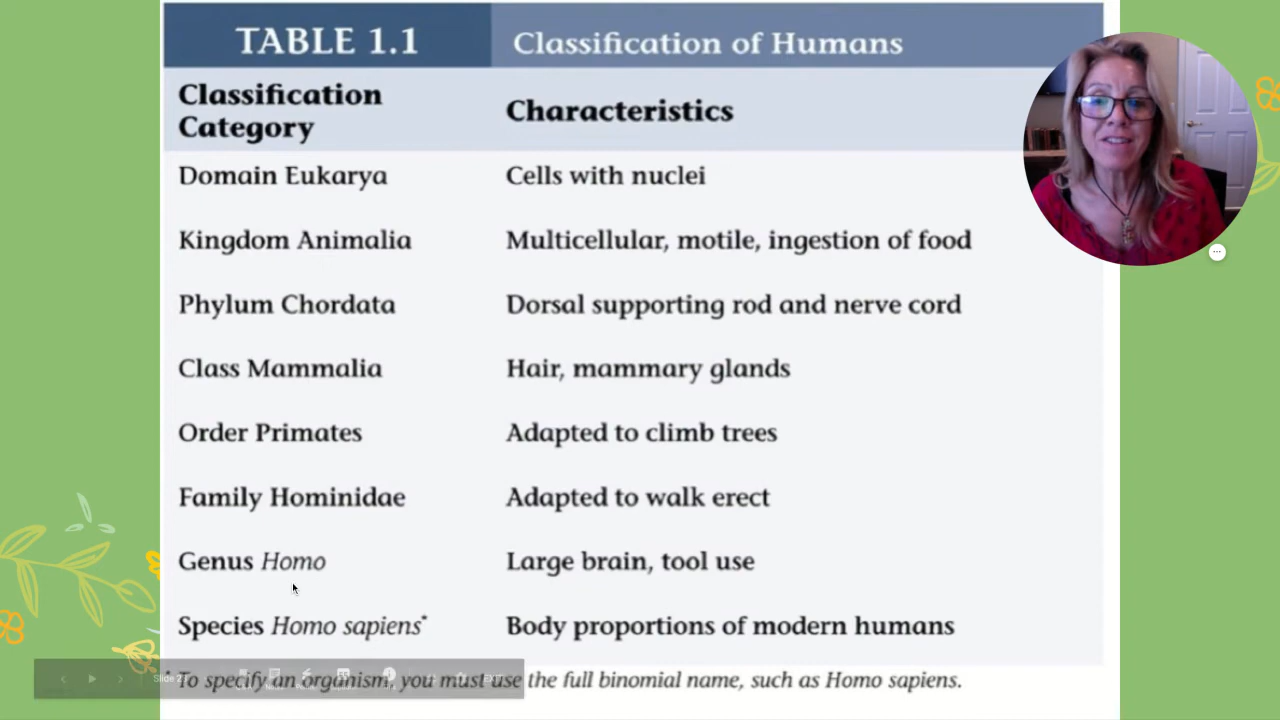 TABLE 1.1 Classification of Humans
Classification
Category
Characteristics
Domain Eukarya Cells with nuclei
Kingdom Animalia Multicellular, motile, ingestion of food
Phylum Chordata Dorsal supporting rod and nerve cord
Class Mammalia Hair, mammary glands
Order Primates Adapted to climb trees
Family Hominidae Adapted to walk erect
Genus Homo Large brain, tool use
Species Homo sapiens* Body proportions of modern humans
* To specify an organism, you must use the full binomial name, such as Homo sapiens.
Slide